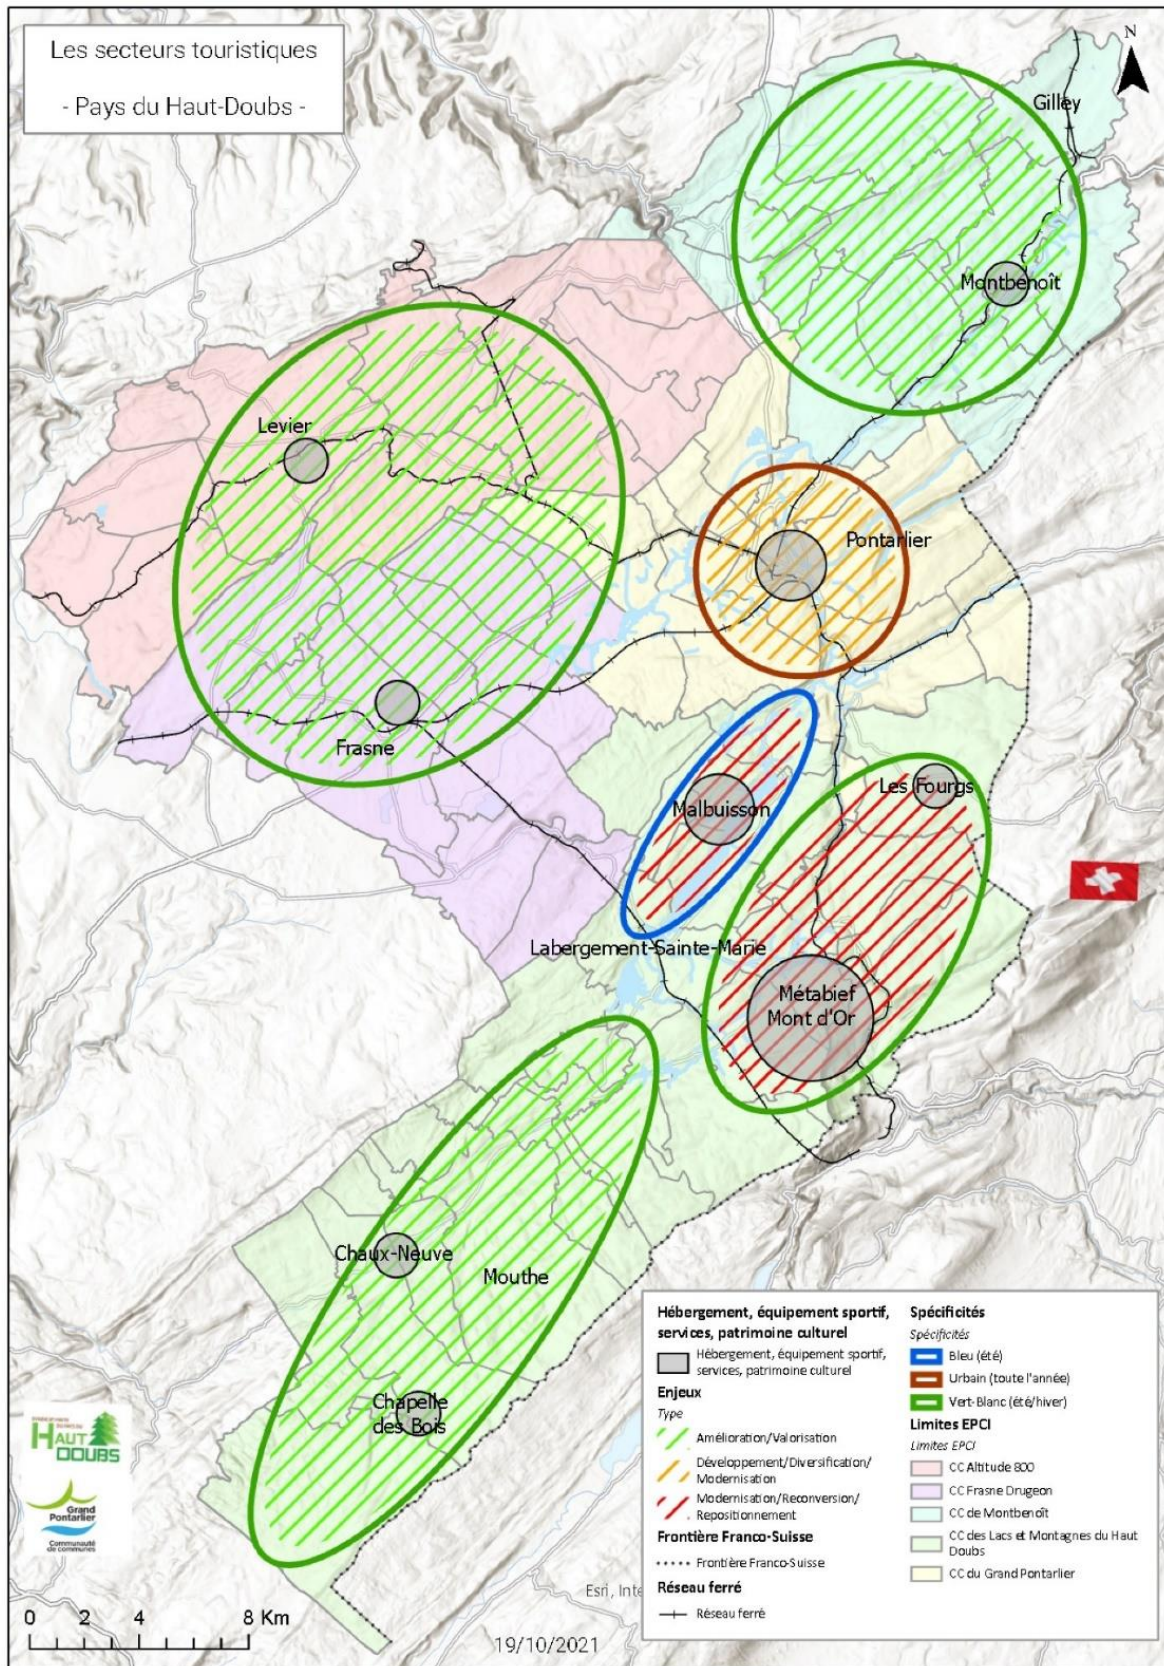 Les secteurs touristiques
- Pays du Haut-Doubs -
N
Gilley
Montbenoît
Levier
Pontarlier
Frasne
Les Fourgs
Malbuisson
Labergement-Sainte-Marie
Métabief
Mont d'Or
Chaux-Neuve
Mouthe
Chapelle
des Bois
Hébergement, équipement sportif,
services, patrimoine culturel
Hébergement, équipement sportif,
services, patrimoine culturel
Enjeux
Type
Amélioration/Valorisation
Développement/Diversification/
Modernisation
Modernisation/Reconversion/
Repositionnement
Frontière Franco-Suisse
Frontière Franco-Suisse
Réseau ferré
Réseau ferré
Spécificités
Spécificités
Bleu (été)
Urbain (toute l'année)
Vert-Blanc (été/hiver)
Limites EPCI
Limites EPCI
CC Altitude 800
CC Frasne Drugeon
CC de Montbenoît
CC des Lacs et Montagnes du Haut
Doubs
CC du Grand Pontarlier
HAUT
DOUBS
Grand
Pontarlier
Communauté
de communes
0 2 4 8 Km
Esri, Inte
19/10/2021